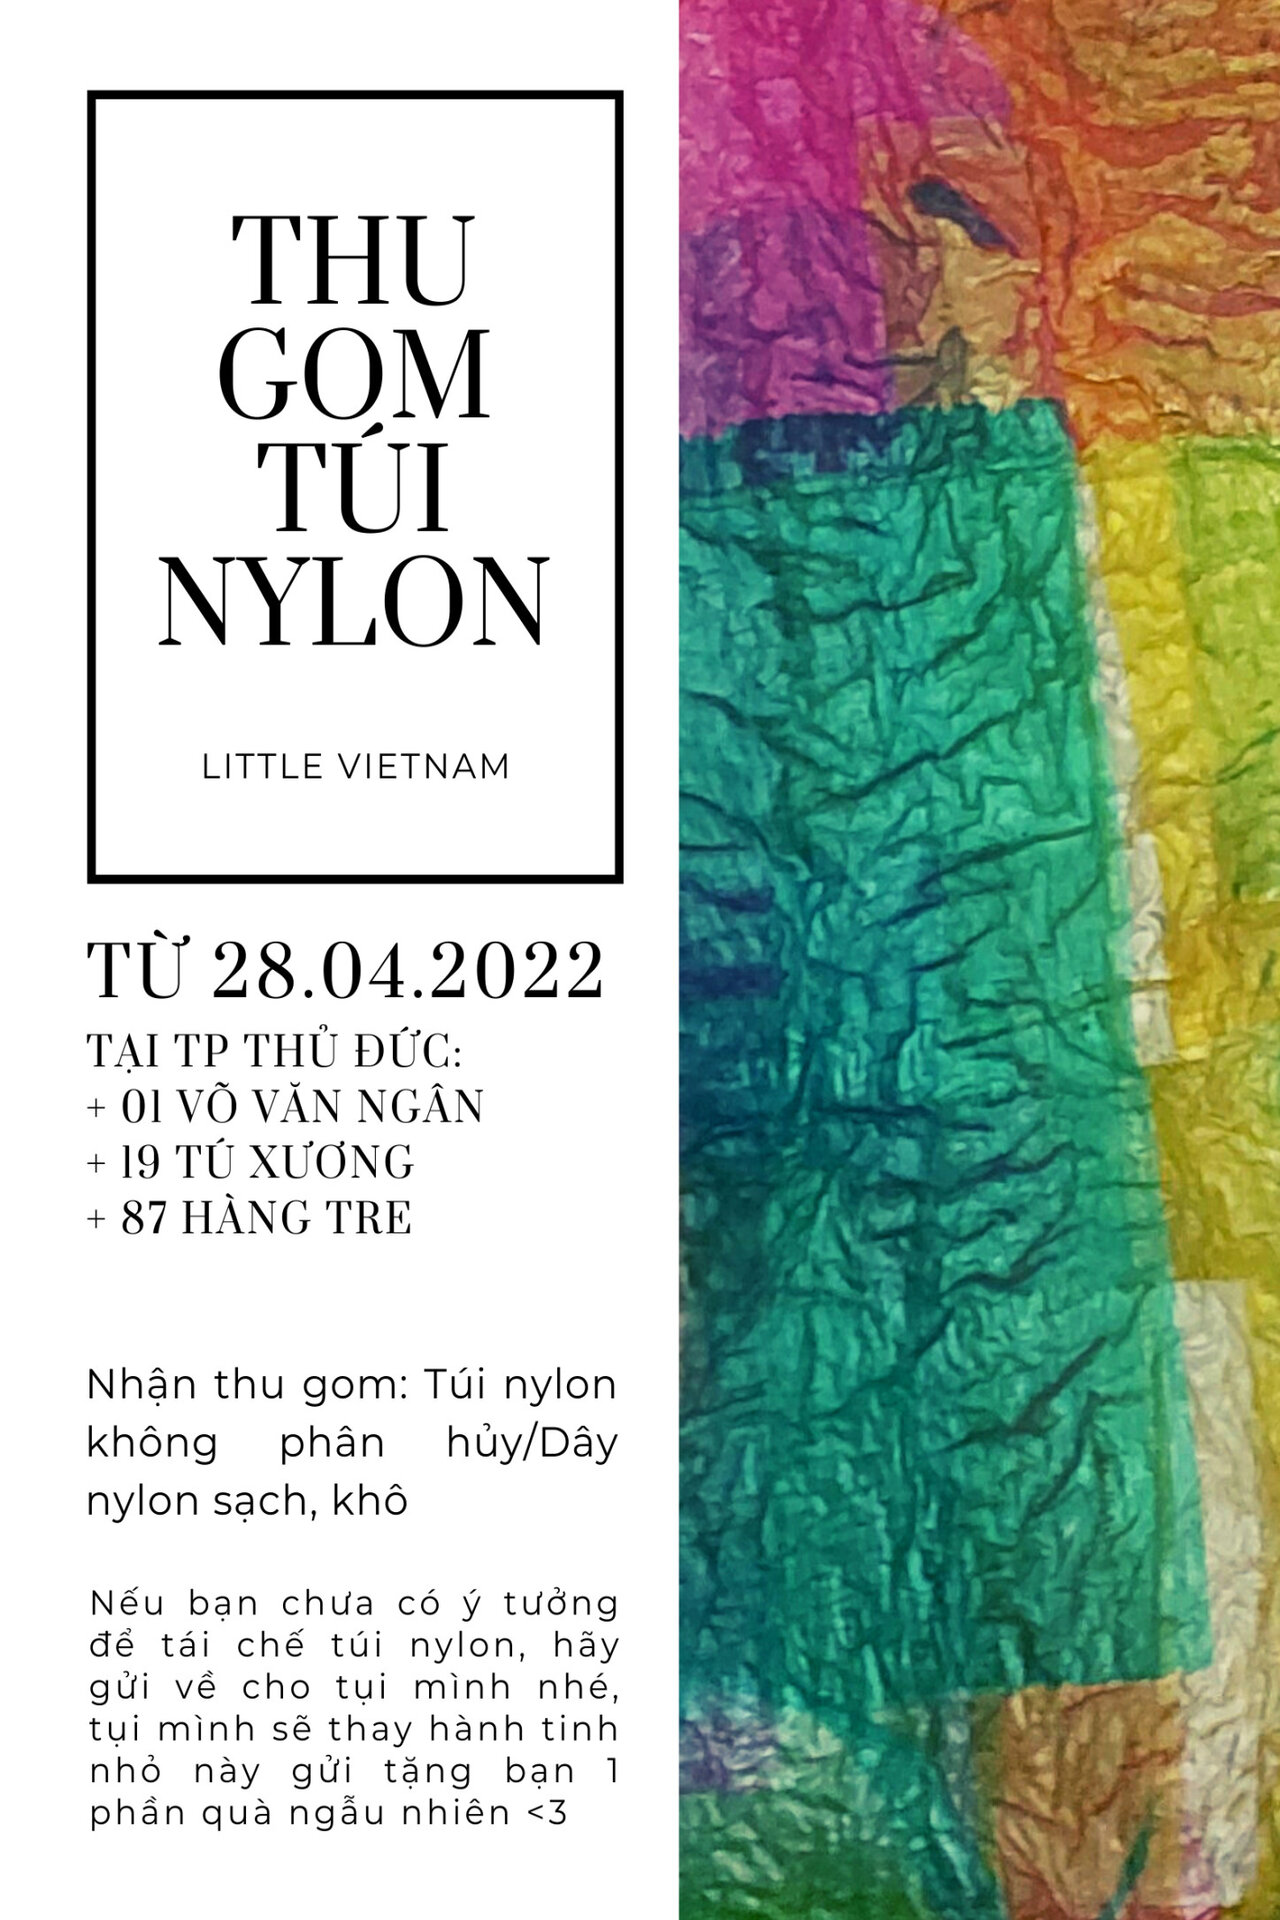 THU
GOM
TÚI
NYLON
LITTLE VIETNAM
TỪ 28.04.2022
TẠI TP THỦ ĐỨC:
+ 01 VÕ VĂN NGÂN
+ 19 TÚ XƯƠNG
+ 87 HÀNG TRE
Nhận thu gom: Túi nylon
không phân hủy/Dây
nylon sạch, khô
Nếu bạn chưa có ý tưởng
để tái chế túi nylon, hãy
gửi về cho tụi mình nhé,
tụi mình sẽ thay hành tinh
nhỏ này gửi tặng bạn 1
phần quà ngẫu nhiên <3